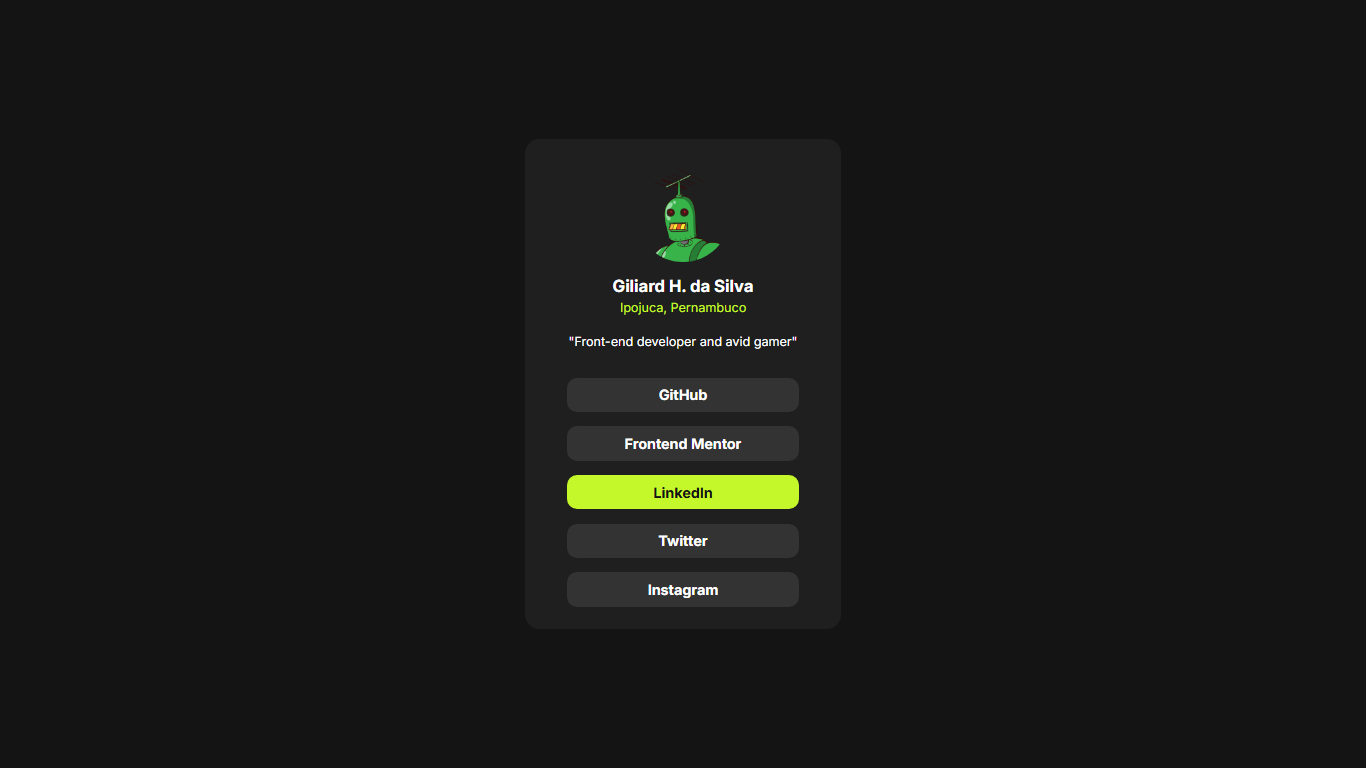 Giliard H. da Silva
Ipojuca, Pernambuco
"Front-end developer and avid gamer"
GitHub
Frontend Mentor
LinkedIn
Twitter
Instagram